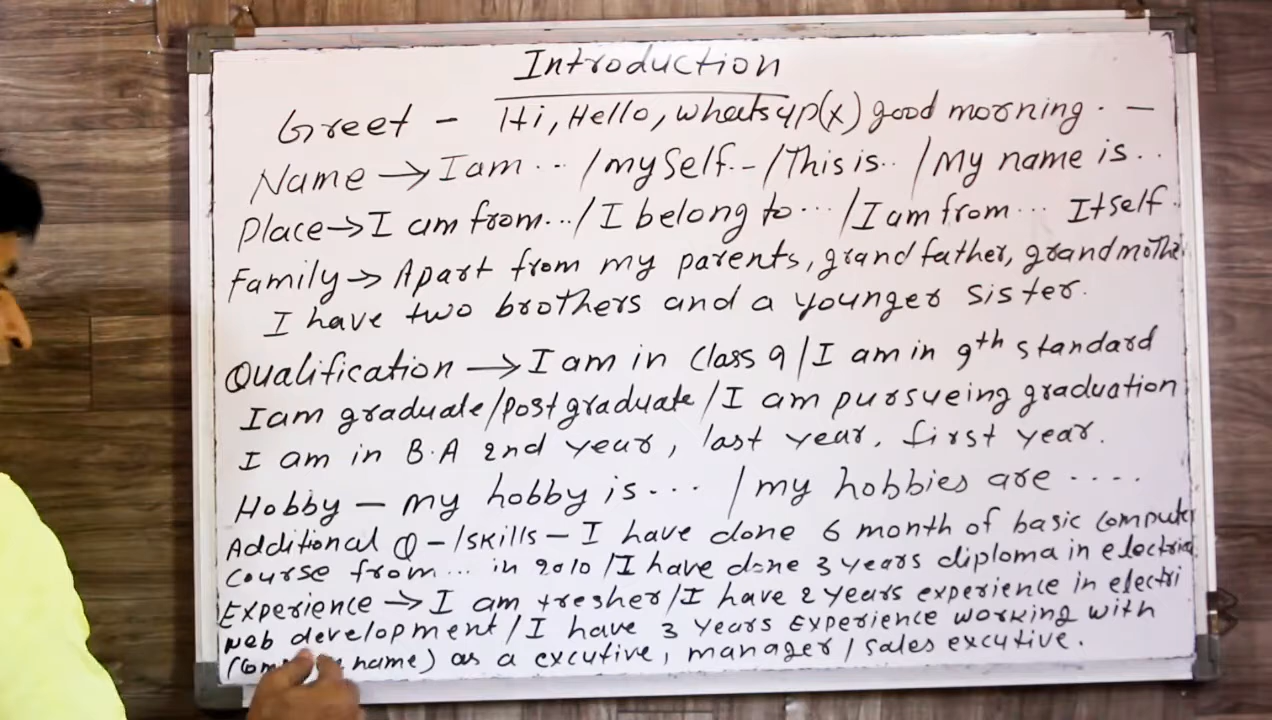 Introduction
Greet - Hi, Hello, whatsup(x) good morning. -
Name → I am ... / myself.. / This is.. / My name is...
Place → I am from... / I belong to ... / I am from ... Itself.
Family → Apart from my parents, grand father, grandmothe
I have two brothers and a younger sister.
Qualification → I am in Class 9 / I am in 9th standard
I am graduate / post graduate / I am pursueing graduation
I am in B.A 2nd year, last year, first year.
Hobby - my hobby is... / my hobbies are ....
Additional Q - / skills - I have done 6 month of basic computer
course from... in 2010 / I have done 3 years diploma in electrical
Experience → I am fresher / I have 2 years experience in electri
web development / I have 3 years Experience working with
name) as a excutive, manager / sales excutive.